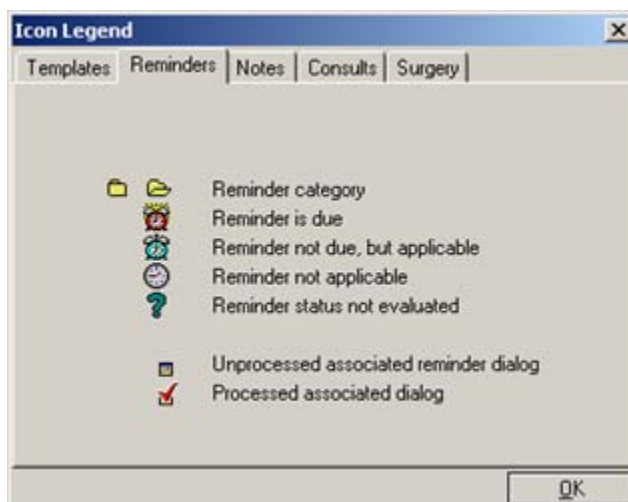 Icon Legend
Templates Reminders Notes Consults Surgery
Reminder category
Reminder is due
Reminder not due, but applicable
Reminder not applicable
Reminder status not evaluated
Unprocessed associated reminder dialog
Processed associated dialog
OK